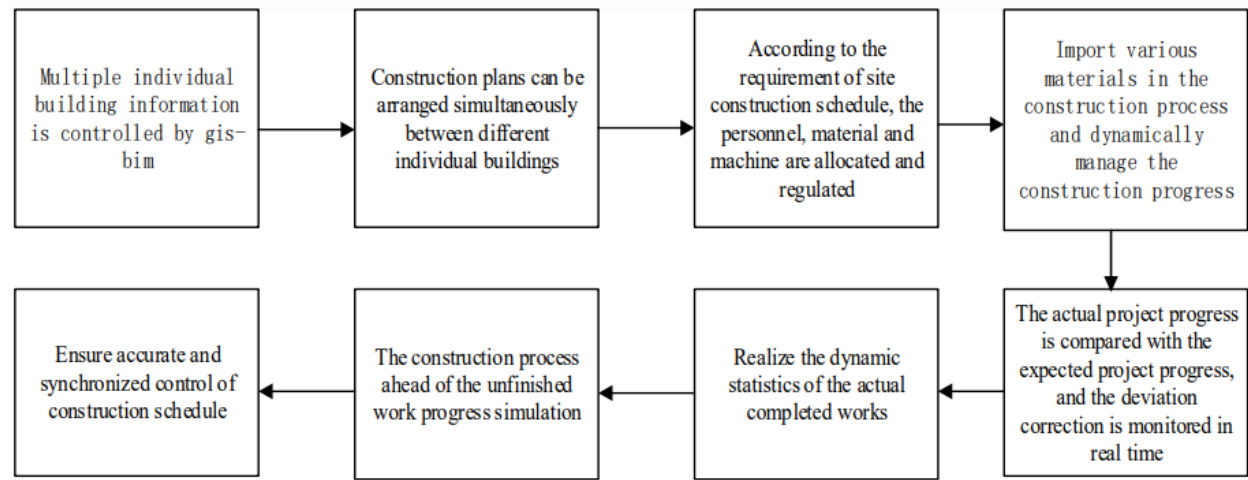 Multiple individual
building information
is controlled by gis-
bim
Construction plans can be
arranged simultaneously
between different
individual buildings
According to the
requirement of site
construction schedule, the
personnel, material and
machine are allocated and
regulated
Import various
materials in the
construction process
and dynamically
manage the
construction progress
The actual project progress
is compared with the
expected project progress,
and the deviation
correction is monitored in
real time
Realize the dynamic
statistics of the actual
completed works
The construction process
ahead of the unfinished
work progress simulation
Ensure accurate and
synchronized control of
construction schedule